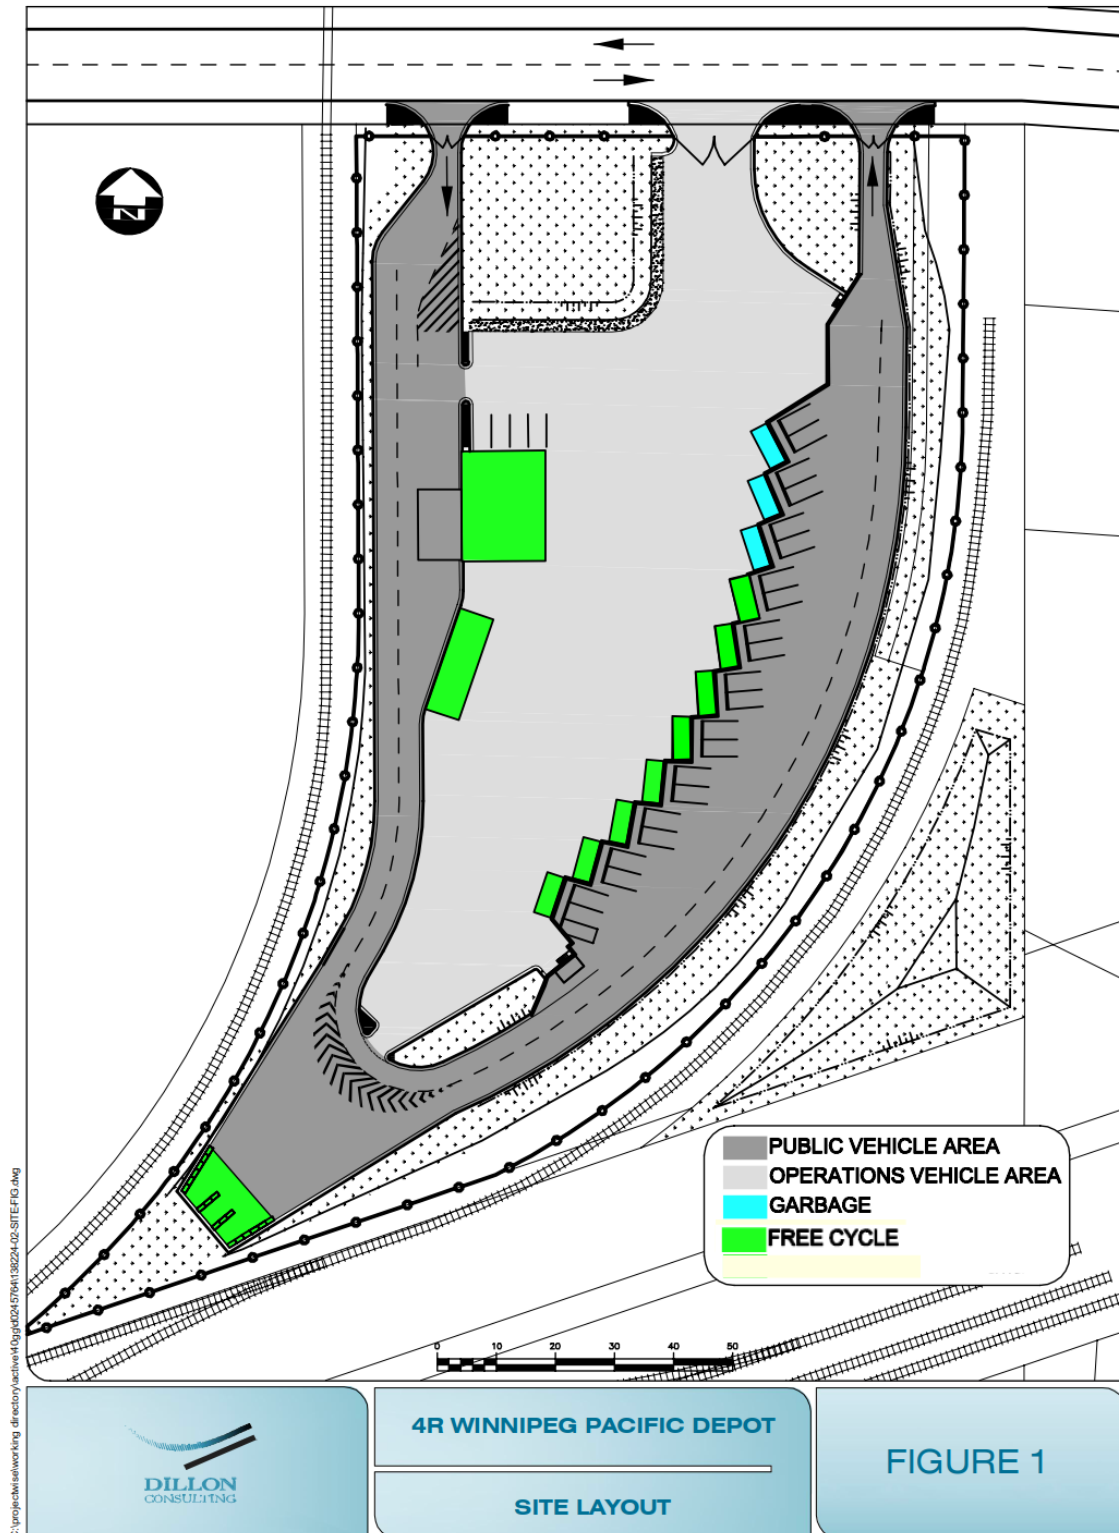 N
PUBLIC VEHICLE AREA
OPERATIONS VEHICLE AREA
GARBAGE
FREE CYCLE
0 10 20 30 40 50
4R WINNIPEG PACIFIC DEPOT
SITE LAYOUT
FIGURE 1
DILLON
CONSULTING